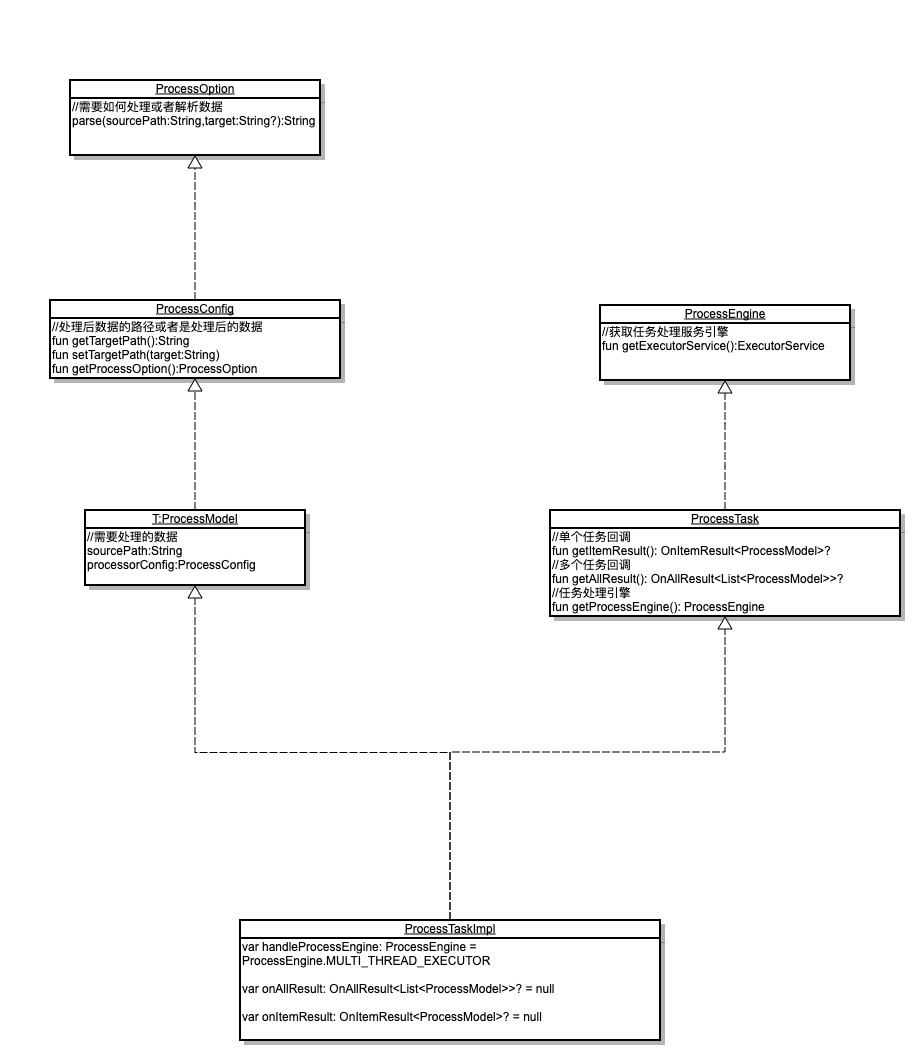 ProcessOption
//需要如何处理或者解析数据
parse(sourcePath:String,target:String?):String
ProcessConfig
//处理后数据的路径或者是处理后的数据
fun getTargetPath():String
fun setTargetPath(target:String)
fun getProcessOption():ProcessOption
ProcessEngine
//获取任务处理服务引擎
fun getExecutorService():ExecutorService
T:ProcessModel
//需要处理的数据
sourcePath:String
processorConfig:ProcessConfig
ProcessTask
//单个任务回调
fun getItemResult(): OnItemResult<ProcessModel>?
//多个任务回调
fun getAllResult(): OnAllResult<List<ProcessModel>>?
//任务处理引擎
fun getProcessEngine(): ProcessEngine
ProcessTaskImpl
var handleProcessEngine: ProcessEngine =
ProcessEngine.MULTI_THREAD_EXECUTOR
var onAllResult: OnAllResult<List<ProcessModel>>? = null
var onItemResult: OnItemResult<ProcessModel>? = null